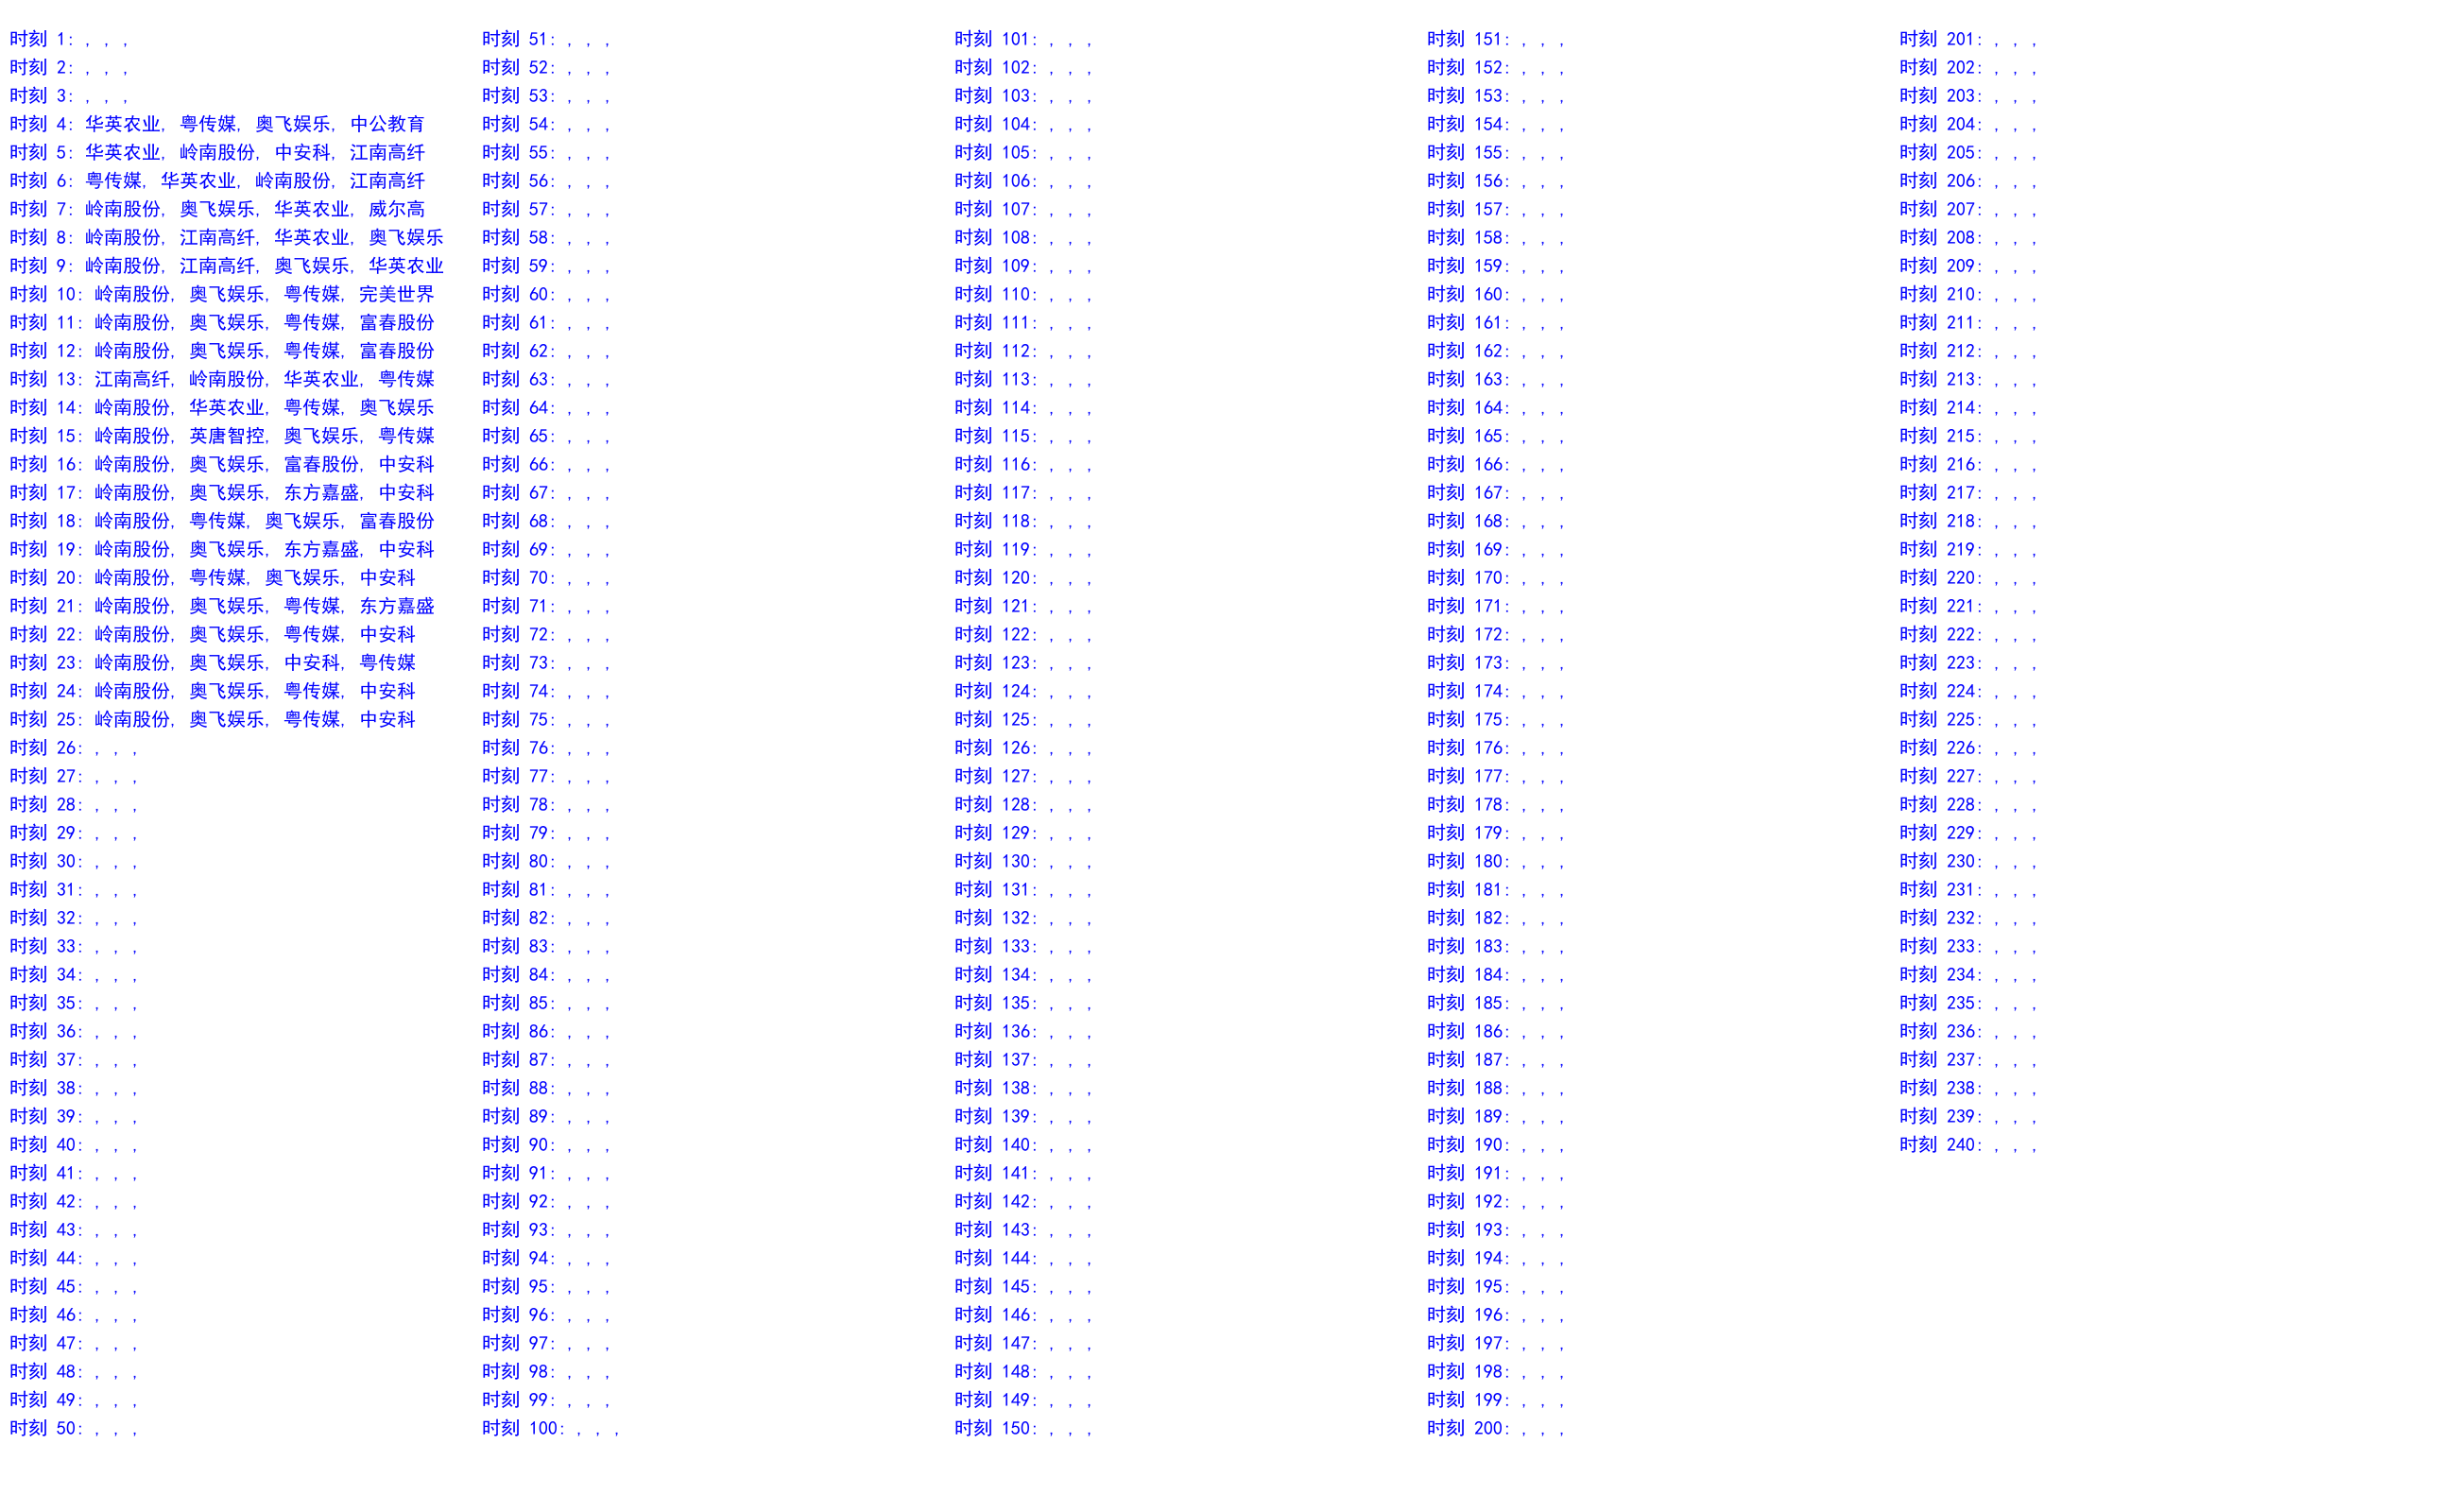 时刻 1: , , ,
时刻 2: , , ,
时刻 3: , , ,
时刻 4: 华英农业, 粤传媒, 奥飞娱乐, 中公教育
时刻 5: 华英农业, 岭南股份, 中安科, 江南高纤
时刻 6: 粤传媒, 华英农业, 岭南股份, 江南高纤
时刻 7: 岭南股份, 奥飞娱乐, 华英农业, 威尔高
时刻 8: 岭南股份, 江南高纤, 华英农业, 奥飞娱乐
时刻 9: 岭南股份, 江南高纤, 奥飞娱乐, 华英农业
时刻 10: 岭南股份, 奥飞娱乐, 粤传媒, 完美世界
时刻 11: 岭南股份, 奥飞娱乐, 粤传媒, 富春股份
时刻 12: 岭南股份, 奥飞娱乐, 粤传媒, 富春股份
时刻 13: 江南高纤, 岭南股份, 华英农业, 粤传媒
时刻 14: 岭南股份, 华英农业, 粤传媒, 奥飞娱乐
时刻 15: 岭南股份, 英唐智控, 奥飞娱乐, 粤传媒
时刻 16: 岭南股份, 奥飞娱乐, 富春股份, 中安科
时刻 17: 岭南股份, 奥飞娱乐, 东方嘉盛, 中安科
时刻 18: 岭南股份, 粤传媒, 奥飞娱乐, 富春股份
时刻 19: 岭南股份, 奥飞娱乐, 东方嘉盛, 中安科
时刻 20: 岭南股份, 粤传媒, 奥飞娱乐, 中安科
时刻 21: 岭南股份, 奥飞娱乐, 粤传媒, 东方嘉盛
时刻 22: 岭南股份, 奥飞娱乐, 粤传媒, 中安科
时刻 23: 岭南股份, 奥飞娱乐, 中安科, 粤传媒
时刻 24: 岭南股份, 奥飞娱乐, 粤传媒, 中安科
时刻 25: 岭南股份, 奥飞娱乐, 粤传媒, 中安科
时刻 26: , , ,
时刻 27: , , ,
时刻 28: , , ,
时刻 29: , , ,
时刻 30: , , ,
时刻 31: , , ,
时刻 32: , , ,
时刻 33: , , ,
时刻 34: , , ,
时刻 35: , , ,
时刻 36: , , ,
时刻 37: , , ,
时刻 38: , , ,
时刻 39: , , ,
时刻 40: , , ,
时刻 41: , , ,
时刻 42: , , ,
时刻 43: , , ,
时刻 44: , , ,
时刻 45: , , ,
时刻 46: , , ,
时刻 47: , , ,
时刻 48: , , ,
时刻 49: , , ,
时刻 50: , , ,
时刻 51: , , ,
时刻 52: , , ,
时刻 53: , , ,
时刻 54: , , ,
时刻 55: , , ,
时刻 56: , , ,
时刻 57: , , ,
时刻 58: , , ,
时刻 59: , , ,
时刻 60: , , ,
时刻 61: , , ,
时刻 62: , , ,
时刻 63: , , ,
时刻 64: , , ,
时刻 65: , , ,
时刻 66: , , ,
时刻 67: , , ,
时刻 68: , , ,
时刻 69: , , ,
时刻 70: , , ,
时刻 71: , , ,
时刻 72: , , ,
时刻 73: , , ,
时刻 74: , , ,
时刻 75: , , ,
时刻 76: , , ,
时刻 77: , , ,
时刻 78: , , ,
时刻 79: , , ,
时刻 80: , , ,
时刻 81: , , ,
时刻 82: , , ,
时刻 83: , , ,
时刻 84: , , ,
时刻 85: , , ,
时刻 86: , , ,
时刻 87: , , ,
时刻 88: , , ,
时刻 89: , , ,
时刻 90: , , ,
时刻 91: , , ,
时刻 92: , , ,
时刻 93: , , ,
时刻 94: , , ,
时刻 95: , , ,
时刻 96: , , ,
时刻 97: , , ,
时刻 98: , , ,
时刻 99: , , ,
时刻 100: , , ,
时刻 101: , , ,
时刻 102: , , ,
时刻 103: , , ,
时刻 104: , , ,
时刻 105: , , ,
时刻 106: , , ,
时刻 107: , , ,
时刻 108: , , ,
时刻 109: , , ,
时刻 110: , , ,
时刻 111: , , ,
时刻 112: , , ,
时刻 113: , , ,
时刻 114: , , ,
时刻 115: , , ,
时刻 116: , , ,
时刻 117: , , ,
时刻 118: , , ,
时刻 119: , , ,
时刻 120: , , ,
时刻 121: , , ,
时刻 122: , , ,
时刻 123: , , ,
时刻 124: , , ,
时刻 125: , , ,
时刻 126: , , ,
时刻 127: , , ,
时刻 128: , , ,
时刻 129: , , ,
时刻 130: , , ,
时刻 131: , , ,
时刻 132: , , ,
时刻 133: , , ,
时刻 134: , , ,
时刻 135: , , ,
时刻 136: , , ,
时刻 137: , , ,
时刻 138: , , ,
时刻 139: , , ,
时刻 140: , , ,
时刻 141: , , ,
时刻 142: , , ,
时刻 143: , , ,
时刻 144: , , ,
时刻 145: , , ,
时刻 146: , , ,
时刻 147: , , ,
时刻 148: , , ,
时刻 149: , , ,
时刻 150: , , ,
时刻 151: , , ,
时刻 152: , , ,
时刻 153: , , ,
时刻 154: , , ,
时刻 155: , , ,
时刻 156: , , ,
时刻 157: , , ,
时刻 158: , , ,
时刻 159: , , ,
时刻 160: , , ,
时刻 161: , , ,
时刻 162: , , ,
时刻 163: , , ,
时刻 164: , , ,
时刻 165: , , ,
时刻 166: , , ,
时刻 167: , , ,
时刻 168: , , ,
时刻 169: , , ,
时刻 170: , , ,
时刻 171: , , ,
时刻 172: , , ,
时刻 173: , , ,
时刻 174: , , ,
时刻 175: , , ,
时刻 176: , , ,
时刻 177: , , ,
时刻 178: , , ,
时刻 179: , , ,
时刻 180: , , ,
时刻 181: , , ,
时刻 182: , , ,
时刻 183: , , ,
时刻 184: , , ,
时刻 185: , , ,
时刻 186: , , ,
时刻 187: , , ,
时刻 188: , , ,
时刻 189: , , ,
时刻 190: , , ,
时刻 191: , , ,
时刻 192: , , ,
时刻 193: , , ,
时刻 194: , , ,
时刻 195: , , ,
时刻 196: , , ,
时刻 197: , , ,
时刻 198: , , ,
时刻 199: , , ,
时刻 200: , , ,
时刻 201: , , ,
时刻 202: , , ,
时刻 203: , , ,
时刻 204: , , ,
时刻 205: , , ,
时刻 206: , , ,
时刻 207: , , ,
时刻 208: , , ,
时刻 209: , , ,
时刻 210: , , ,
时刻 211: , , ,
时刻 212: , , ,
时刻 213: , , ,
时刻 214: , , ,
时刻 215: , , ,
时刻 216: , , ,
时刻 217: , , ,
时刻 218: , , ,
时刻 219: , , ,
时刻 220: , , ,
时刻 221: , , ,
时刻 222: , , ,
时刻 223: , , ,
时刻 224: , , ,
时刻 225: , , ,
时刻 226: , , ,
时刻 227: , , ,
时刻 228: , , ,
时刻 229: , , ,
时刻 230: , , ,
时刻 231: , , ,
时刻 232: , , ,
时刻 233: , , ,
时刻 234: , , ,
时刻 235: , , ,
时刻 236: , , ,
时刻 237: , , ,
时刻 238: , , ,
时刻 239: , , ,
时刻 240: , , ,